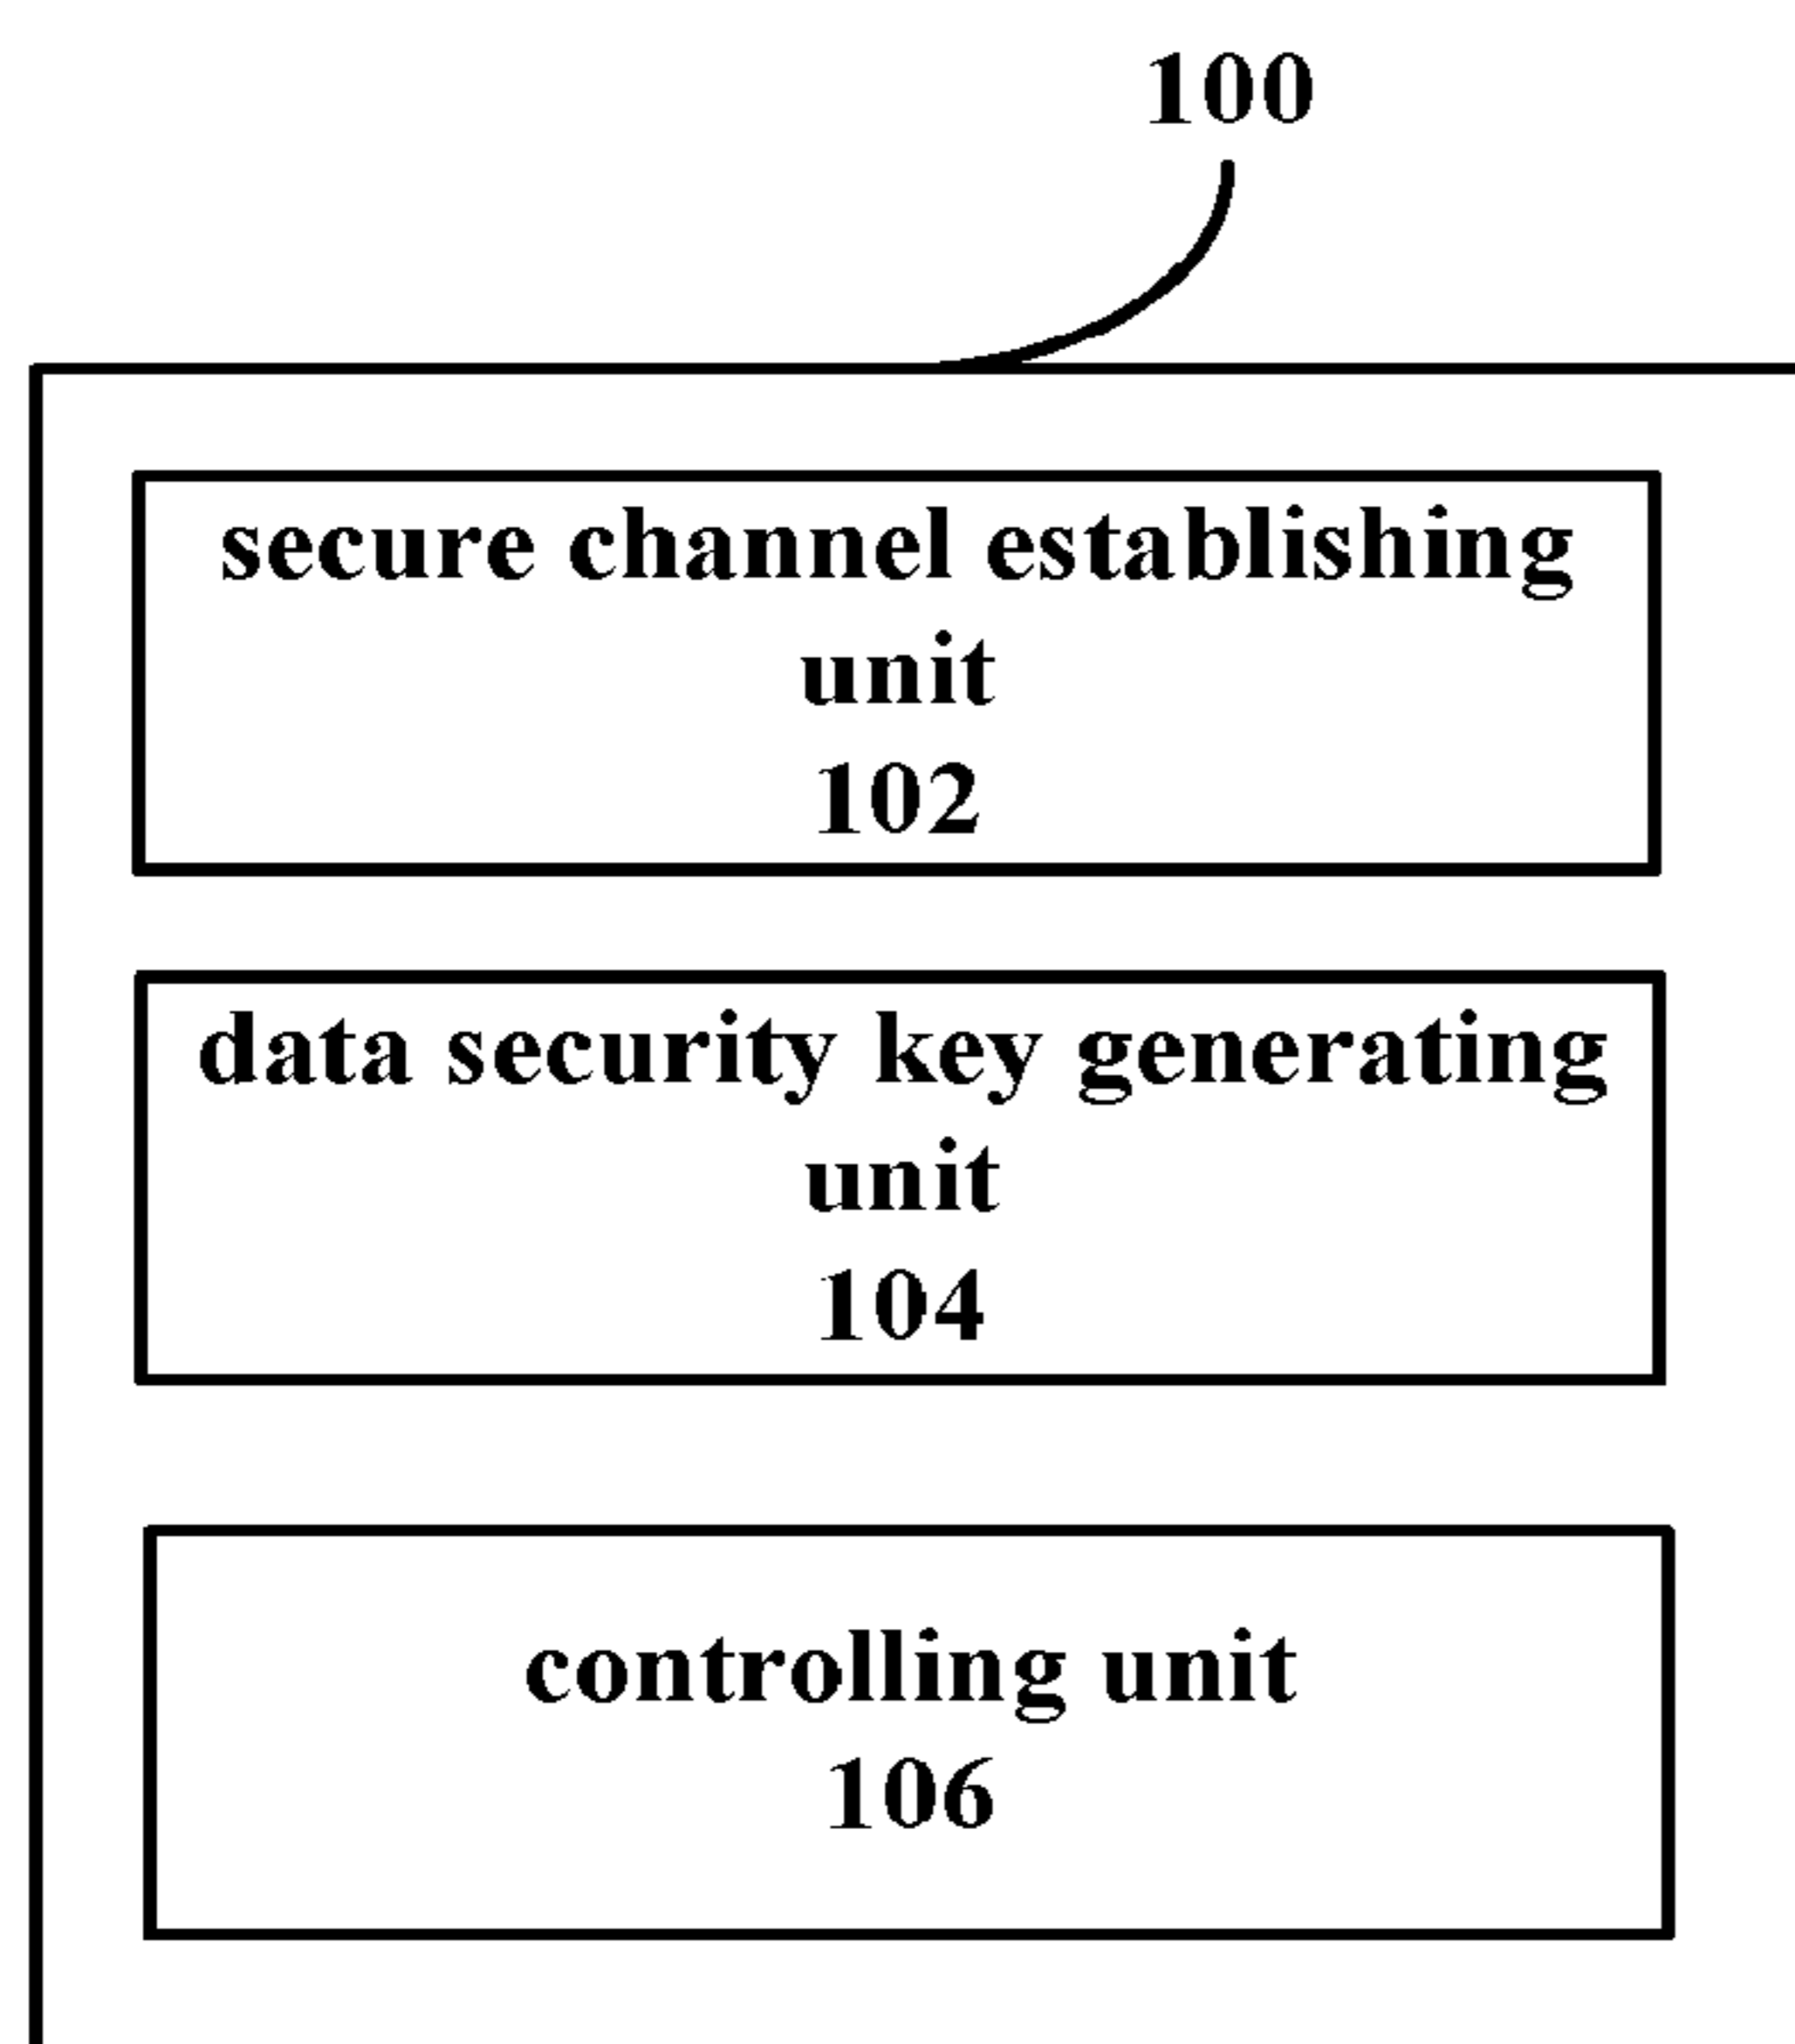 100
secure channel establishing
unit
102
data security key generating
unit
104
controlling unit
106